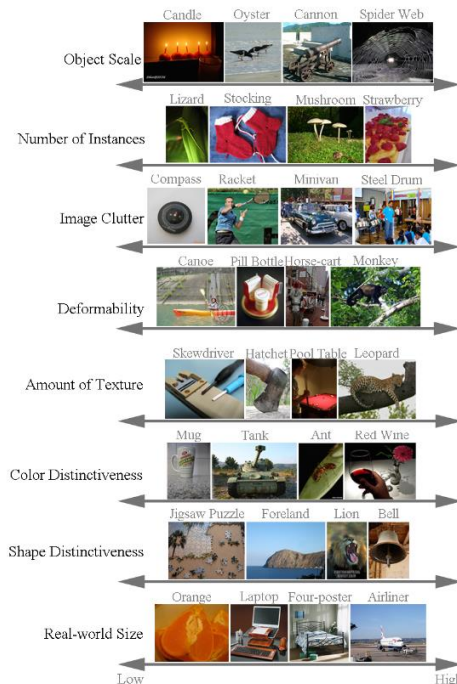 Candle Oyster Cannon Spider Web
Object Scale
Lizard Stocking Mushroom Strawberry
Number of Instances
Compass Racket Minivan Steel Drum
Image Clutter
Canoe Pill Bottle Horse-cart Monkey
Deformability
Skewdriver Hatchet Pool Table Leopard
Amount of Texture
Mug Tank Ant Red Wine
Color Distinctiveness
Jigsaw Puzzle Foreland Lion Bell
Shape Distinctiveness
Orange Laptop Four-poster Airliner
Real-world Size
Low High